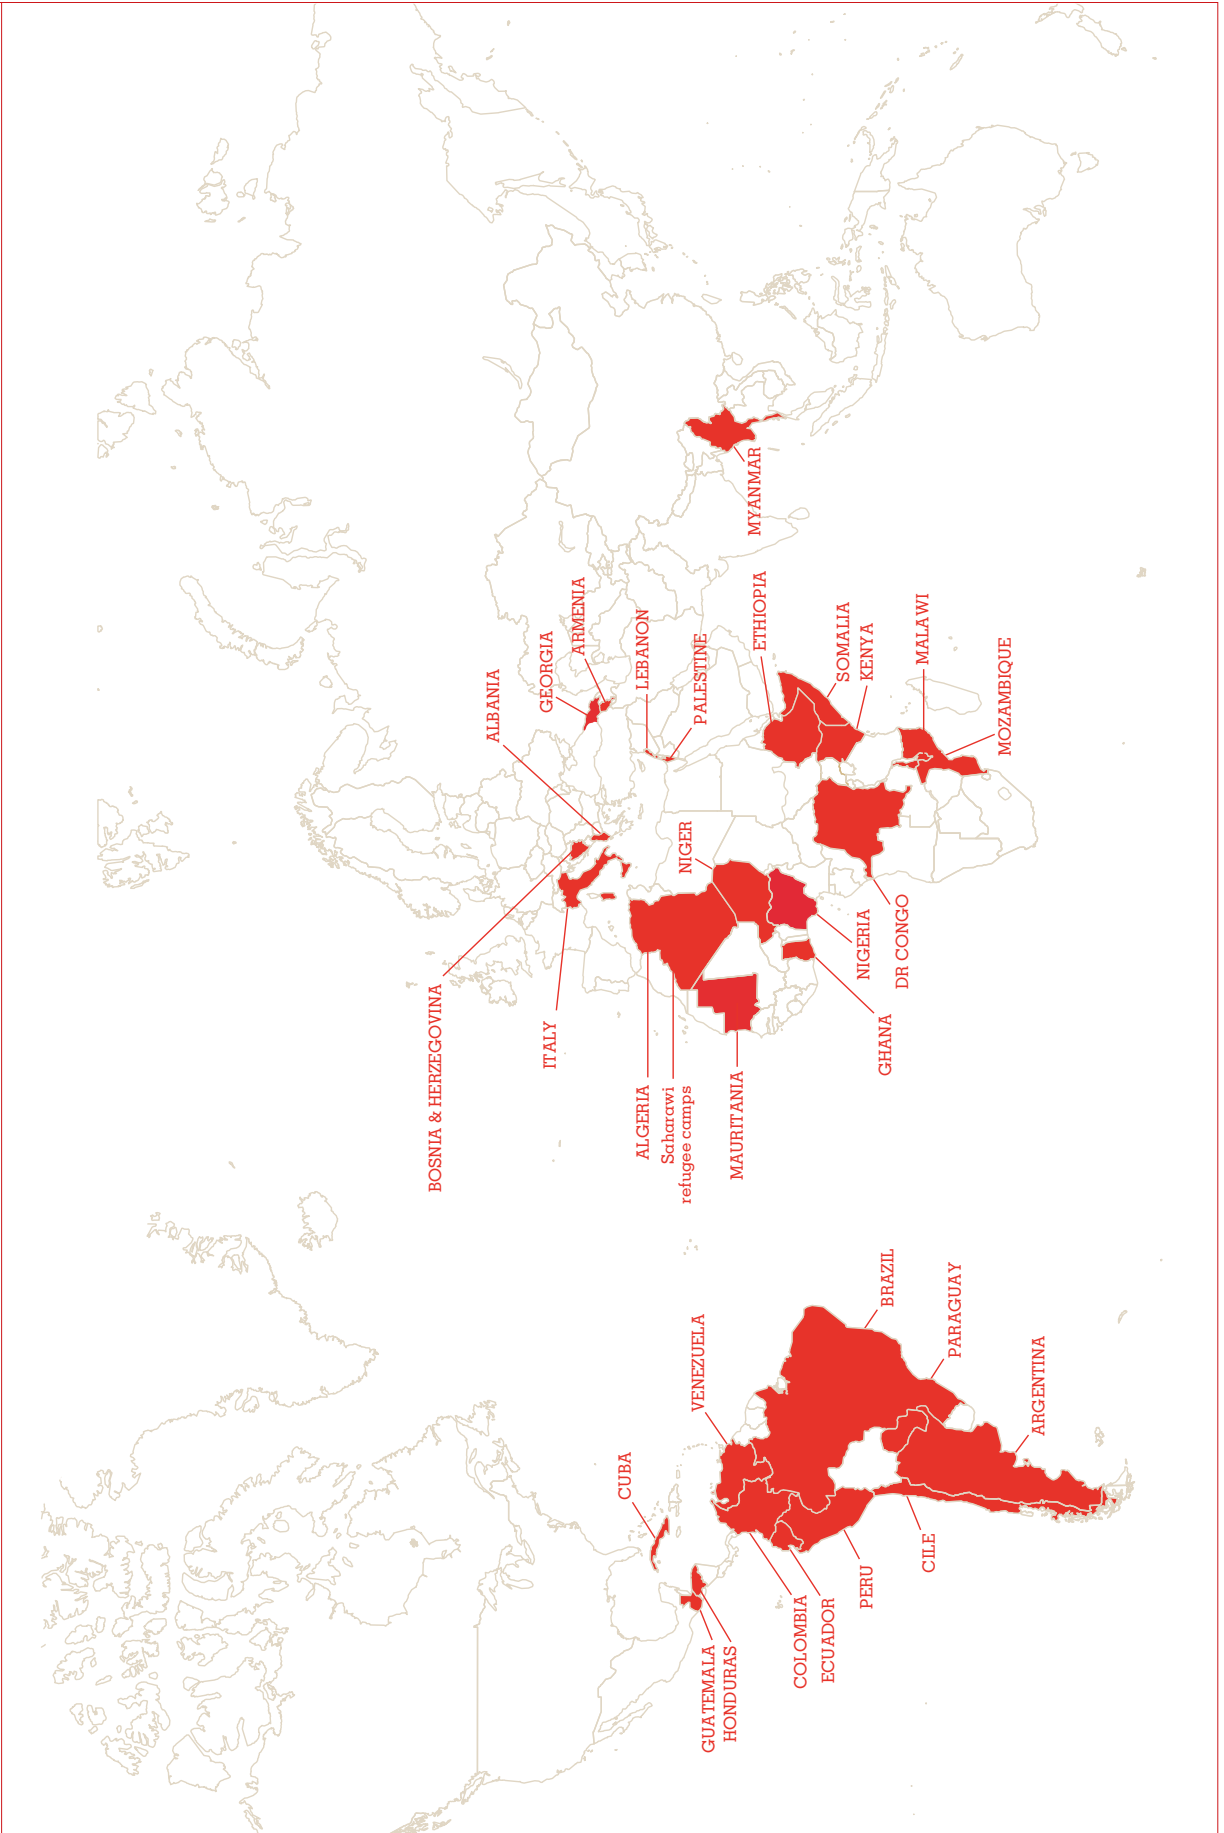 BOSNIA & HERZEGOVINA
ALBANIA
GEORGIA
ARMENIA
ITALY
LEBANON
PALESTINE
ALGERIA
Saharawi
refugee camps
NIGER
MAURITANIA
MYANMAR
ETHIOPIA
SOMALIA
KENYA
NIGERIA
DR CONGO
GHANA
MALAWI
MOZAMBIQUE
CUBA
GUATEMALA
HONDURAS
VENEZUELA
COLOMBIA
ECUADOR
PERU
BRAZIL
CILE
PARAGUAY
ARGENTINA